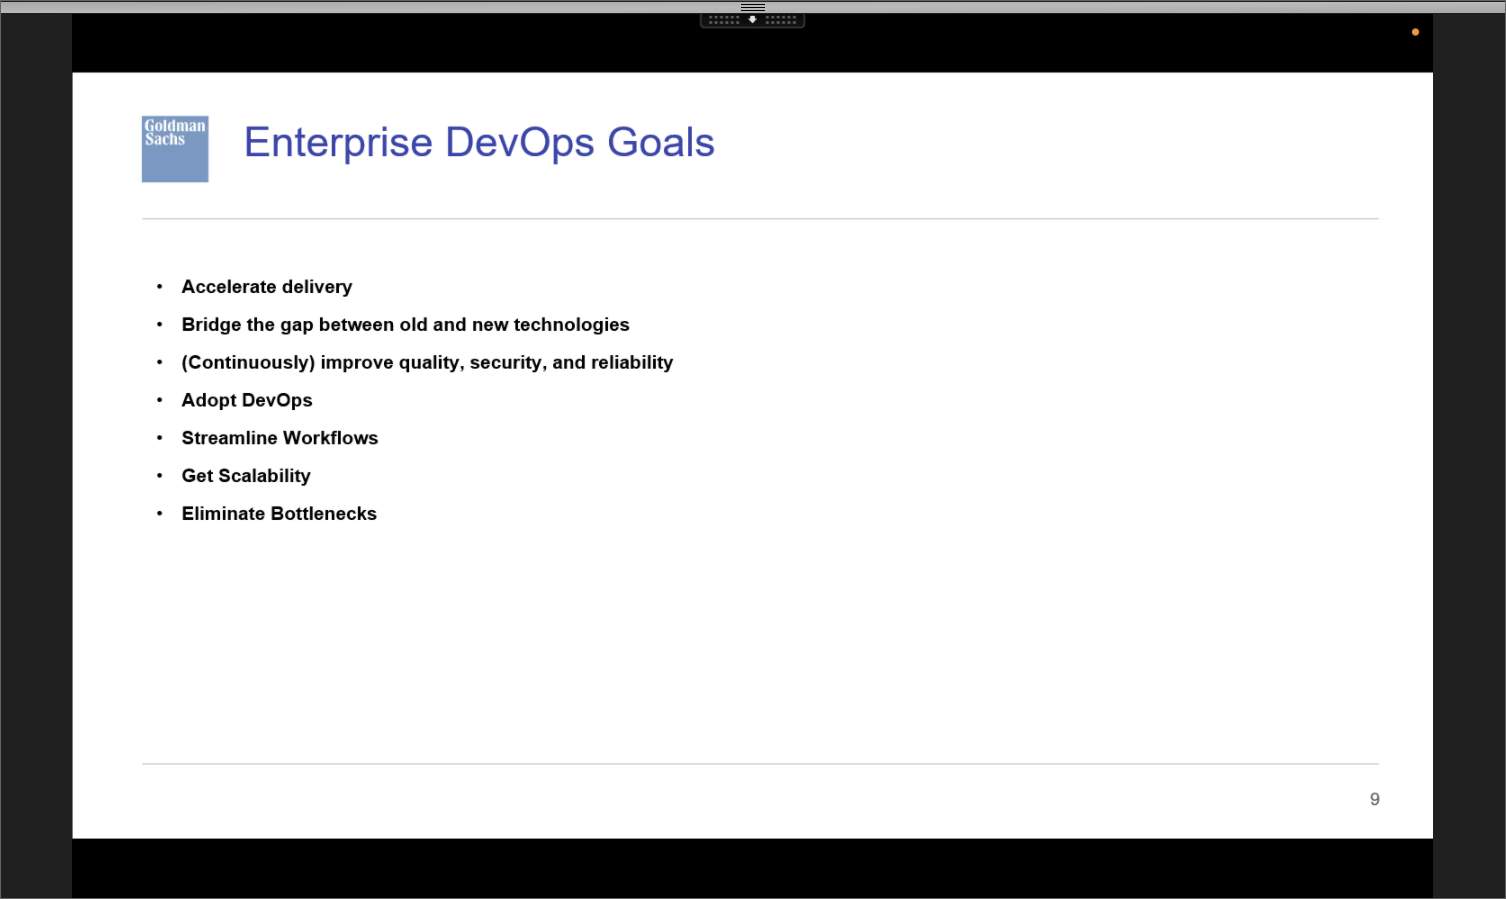 Goldman
Sachs
Enterprise DevOps Goals
• Accelerate delivery
• Bridge the gap between old and new technologies
• (Continuously) improve quality, security, and reliability
• Adopt DevOps
• Streamline Workflows
• Get Scalability
• Eliminate Bottlenecks
9